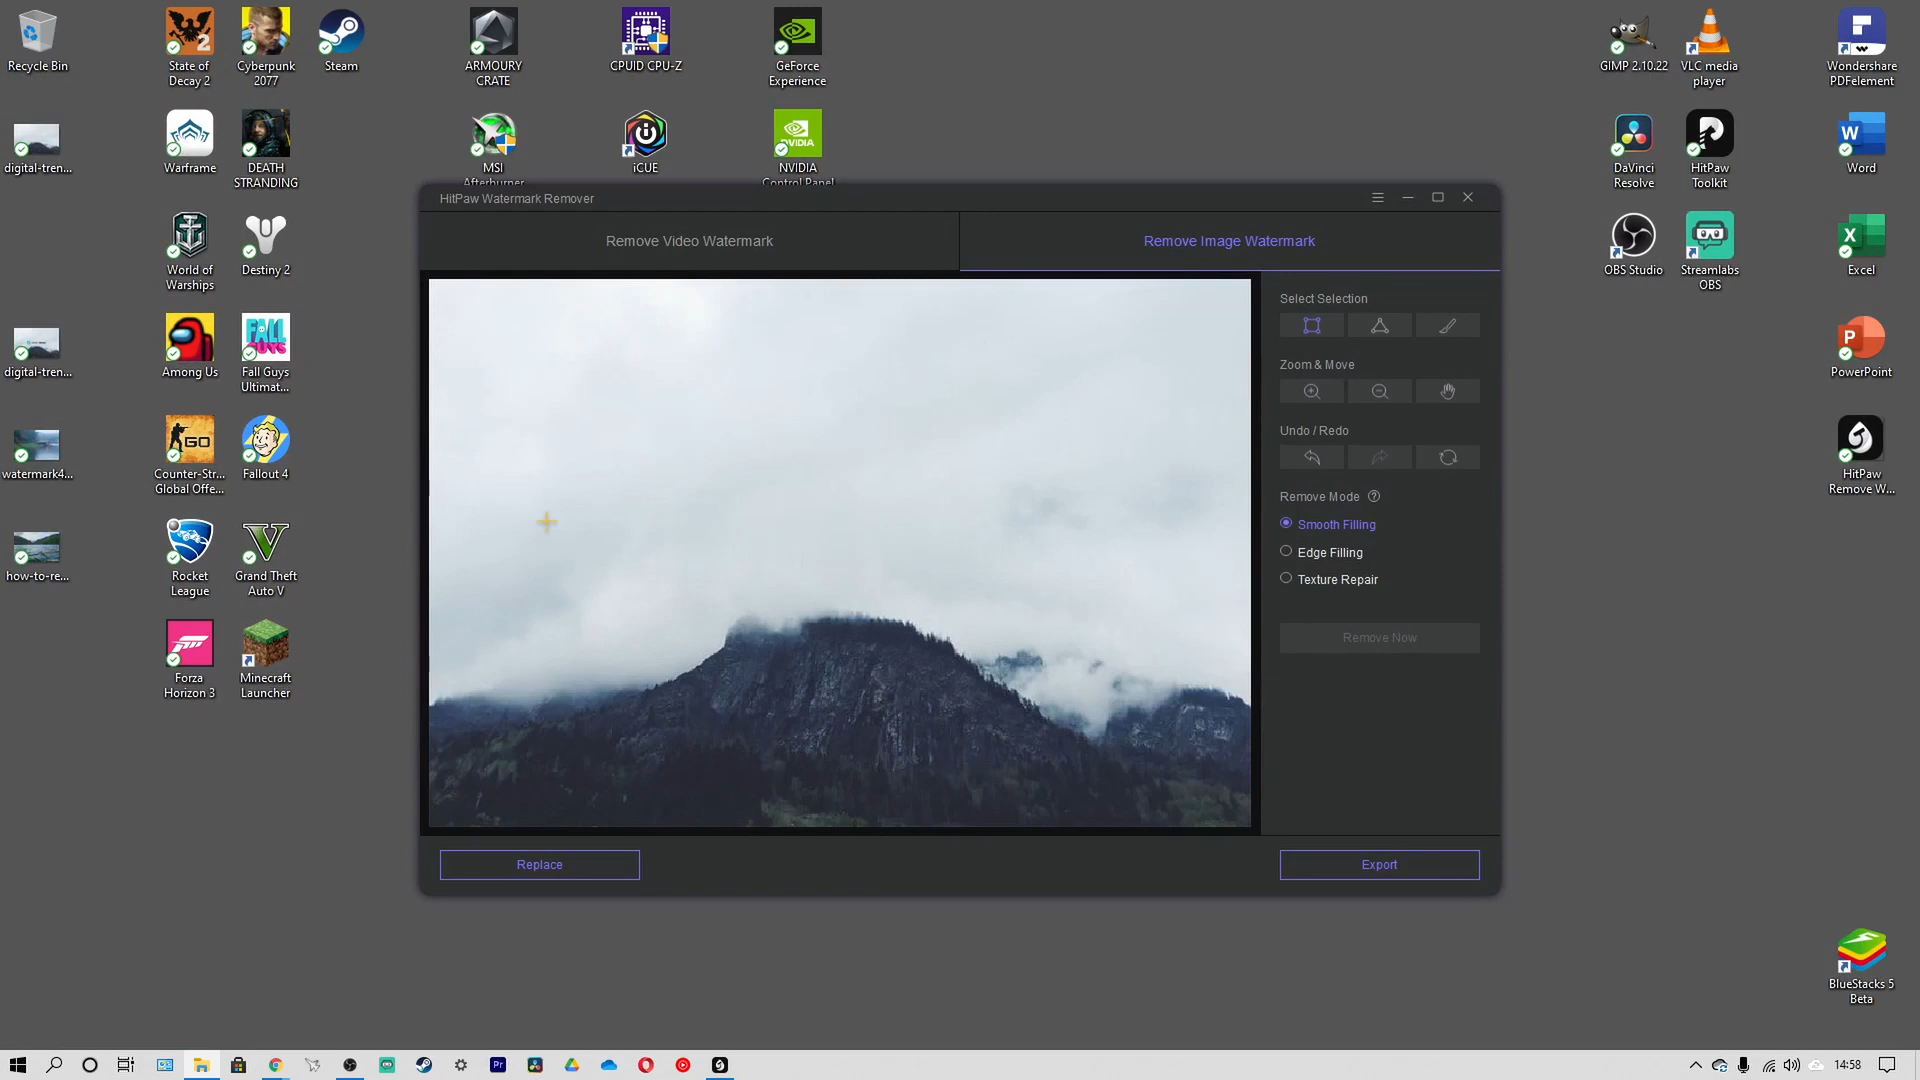 Recycle Bin
State of
Decay 2
Cyberpunk
2077
Steam
ARMOURY
CRATE
CPUID CPU-Z
GeForce
Experience
GIMP 2.10.22
VLC media
player
Wondershare
PDFelement
digital-tren...
Warframe
DEATH
STRANDING
MSI
Afterburner
iCUE
NVIDIA
Control Panel
DaVinci
Resolve
HitPaw
Toolkit
Word
World of
Warships
Destiny 2
OBS Studio
Streamlabs
OBS
Excel
digital-tren...
Among Us
Fall Guys
Ultimat...
PowerPoint
watermark4...
Counter-Str...
Global Offe...
Fallout 4
HitPaw
Remove W...
how-to-re...
Rocket
League
Grand Theft
Auto V
Forza
Horizon 3
Minecraft
Launcher
BlueStacks 5
Beta
HitPaw Watermark Remover
Remove Video Watermark
Remove Image Watermark
Select Selection
Zoom & Move
Undo / Redo
Remove Mode ?
Smooth Filling
Edge Filling
Texture Repair
Remove Now
Replace
Export
14:58